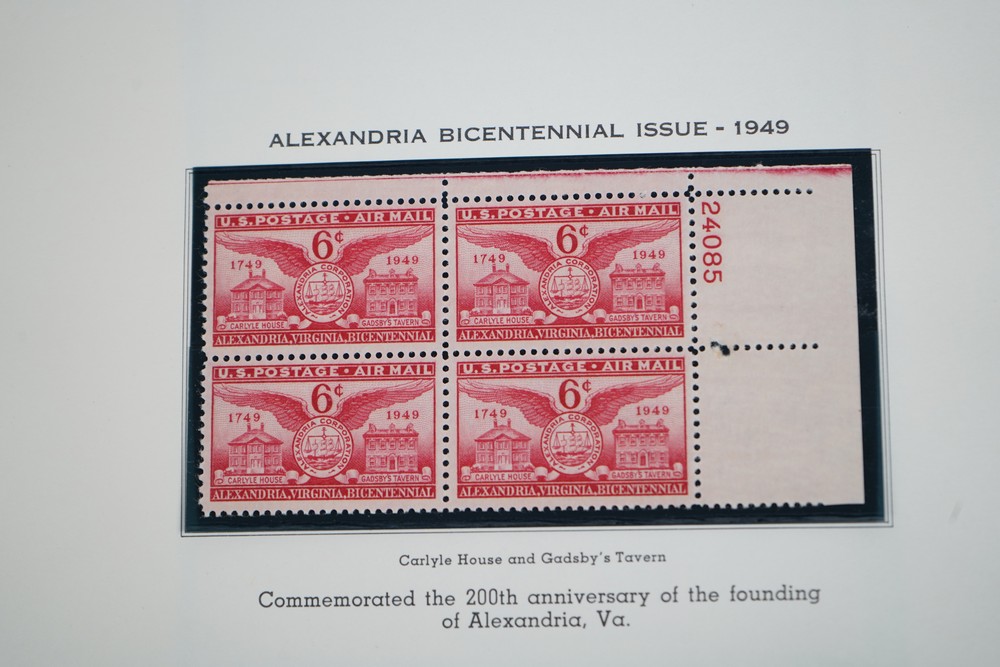 ALEXANDRIA BICENTENNIAL ISSUE - 1949
U.S. POSTAGE • AIR MAIL
6¢
1749 1949
ALEXANDRIA CORPORATION
CARLYLE HOUSE GADSBY'S TAVERN
ALEXANDRIA, VIRGINIA, BICENTENNIAL
U.S. POSTAGE • AIR MAIL
6¢
1749 1949
ALEXANDRIA CORPORATION
CARLYLE HOUSE GADSBY'S TAVERN
ALEXANDRIA, VIRGINIA, BICENTENNIAL
24085
U.S. POSTAGE • AIR MAIL
6¢
1749 1949
ALEXANDRIA CORPORATION
CARLYLE HOUSE GADSBY'S TAVERN
ALEXANDRIA, VIRGINIA, BICENTENNIAL
U.S. POSTAGE • AIR MAIL
6¢
1749 1949
ALEXANDRIA CORPORATION
CARLYLE HOUSE GADSBY'S TAVERN
ALEXANDRIA, VIRGINIA, BICENTENNIAL
Carlyle House and Gadsby's Tavern
Commemorated the 200th anniversary of the founding
of Alexandria, Va.